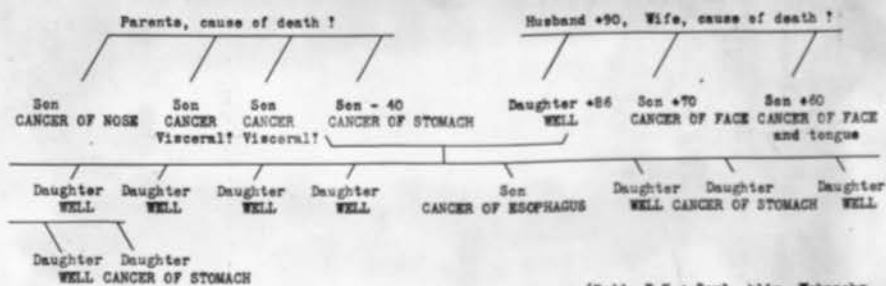 Parents, cause of death ?
Husband +90, Wife, cause of death ?
Son Son Son Son - 40 Daughter +86 Son +70 Son +60
CANCER OF NOSE CANCER CANCER CANCER OF STOMACH WELL CANCER OF FACE CANCER OF FACE
Visceral? Visceral? and tongue
Daughter Daughter Daughter Daughter Son Daughter Daughter Daughter
WELL WELL WELL WELL CANCER OF ESOPHAGUS WELL CANCER OF STOMACH WELL
Daughter Daughter
WELL CANCER OF STOMACH